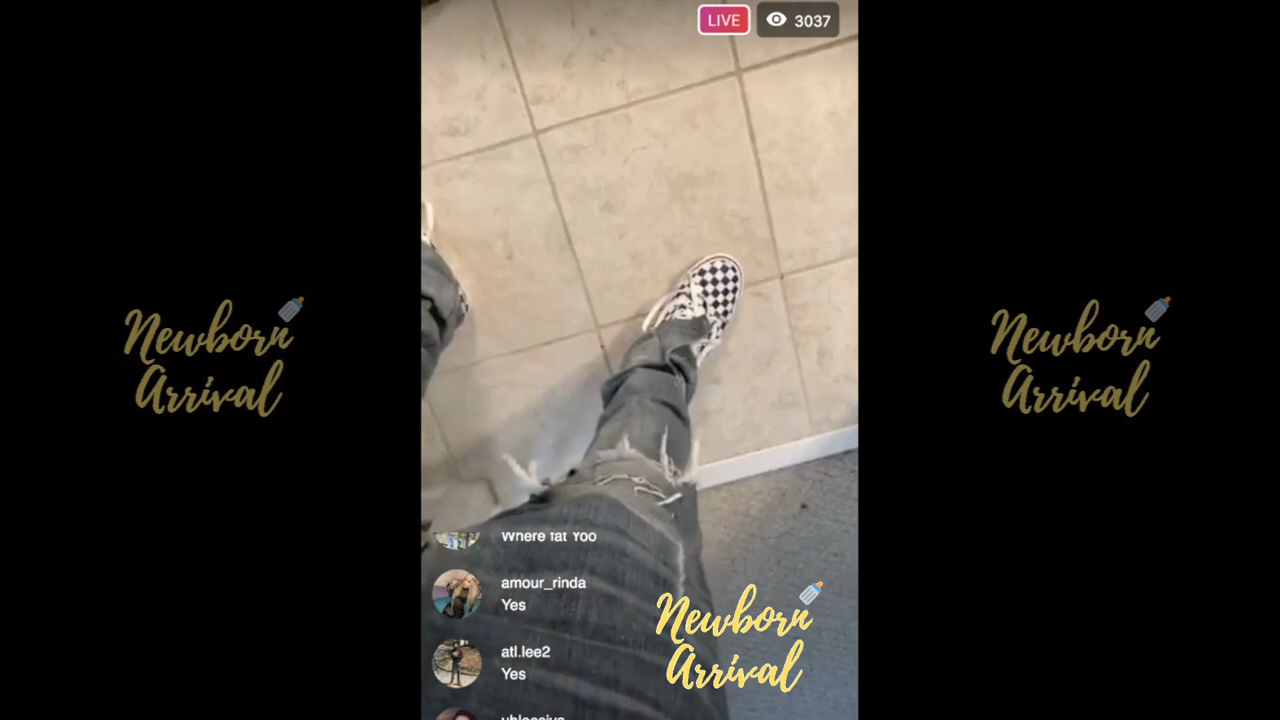 LIVE 3037
Newborn
Arrival
Newborn
Arrival
Where fat Yoo
amour_rinda
Yes
atl.lee2
Yes
Newborn
Arrival